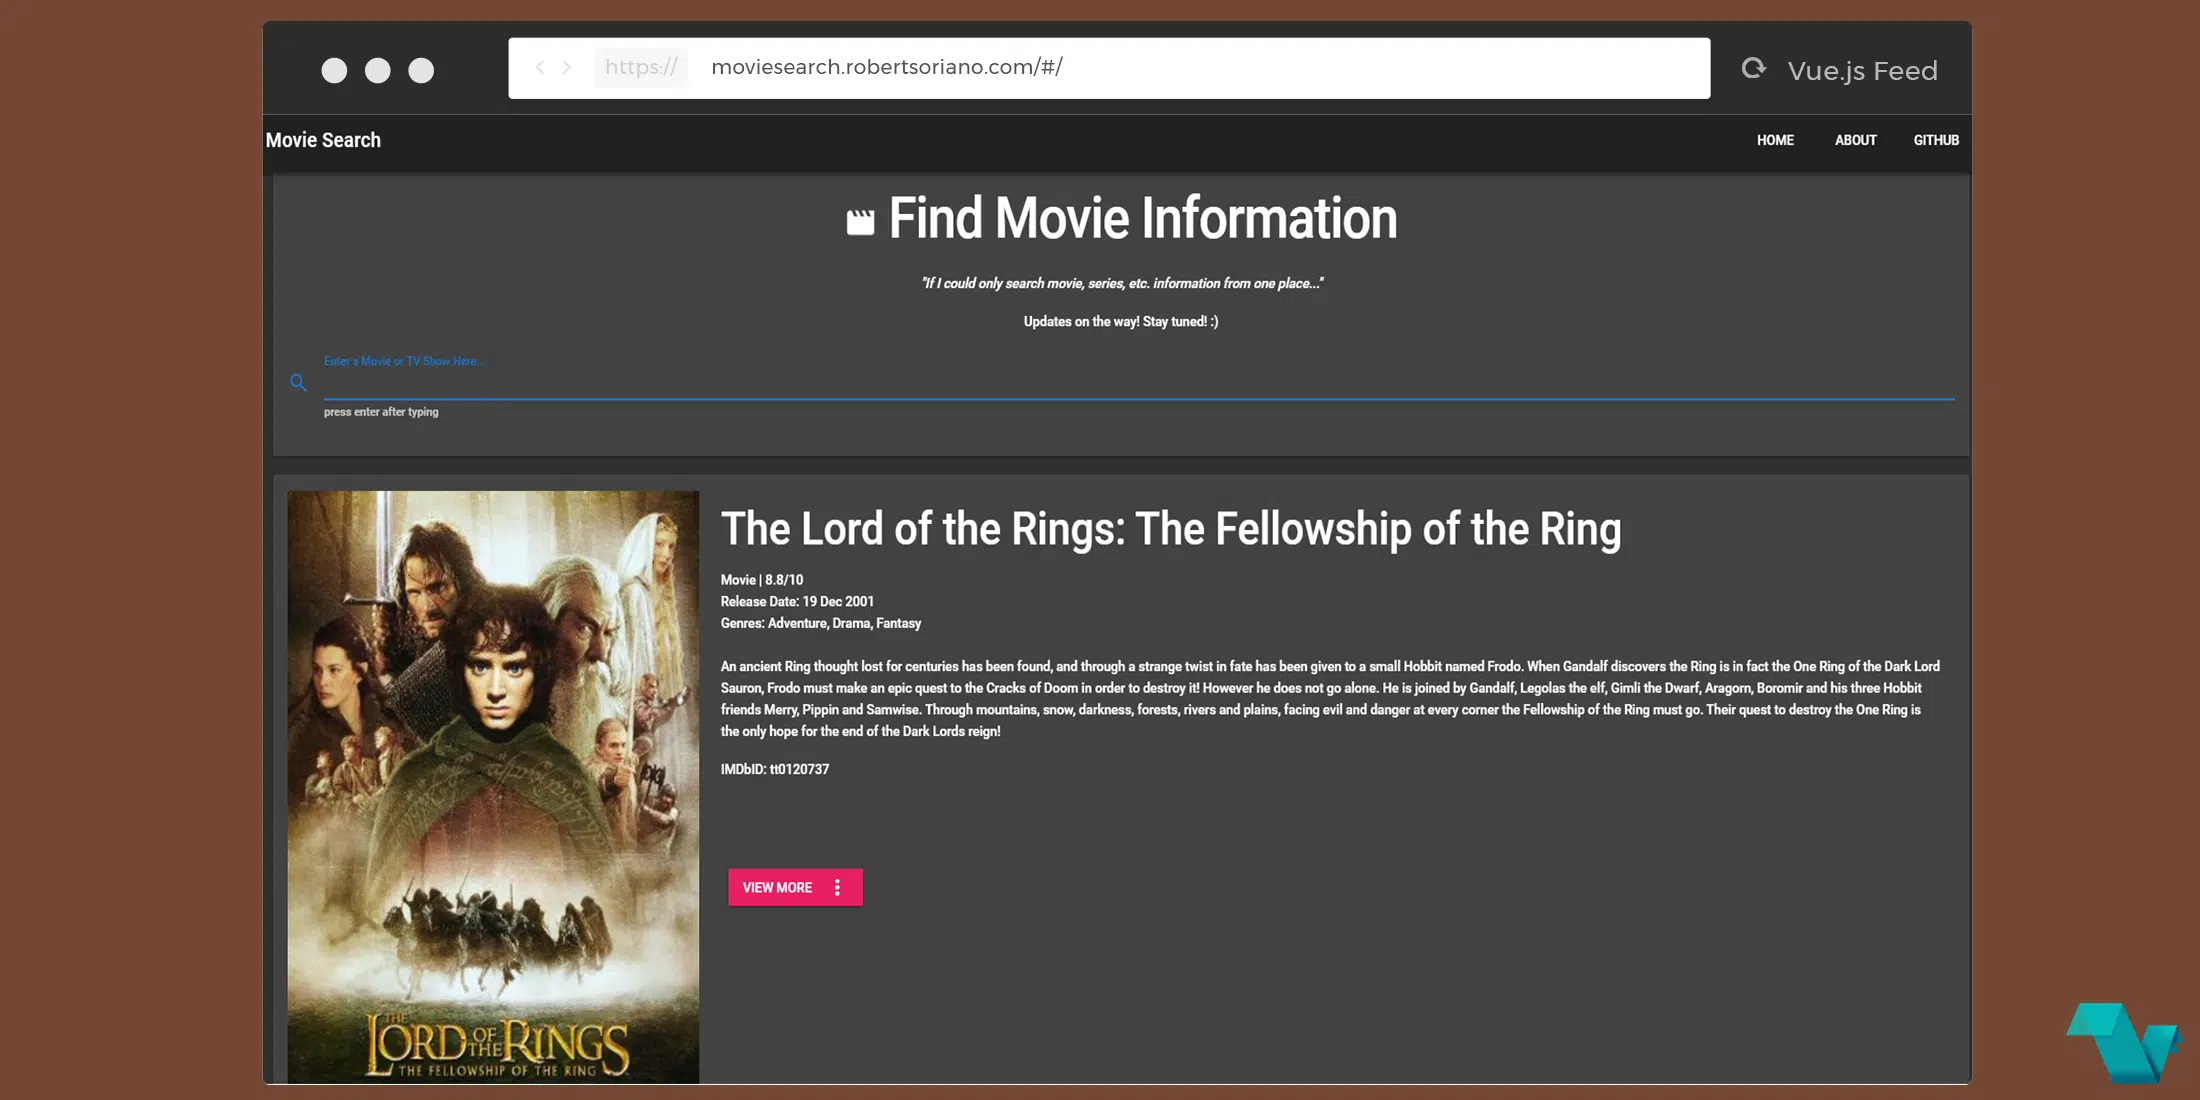 https:// moviesearch.robertsoriano.com/#/ Vue.js Feed
Movie Search HOME ABOUT GITHUB
Find Movie Information
"If I could only search movie, series, etc. information from one place..."
Updates on the way! Stay tuned! :)
Enter a Movie or TV Show Here...
press enter after typing
The Lord of the Rings: The Fellowship of the Ring
Movie | 8.8/10
Release Date: 19 Dec 2001
Genres: Adventure, Drama, Fantasy
An ancient Ring thought lost for centuries has been found, and through a strange twist in fate has been given to a small Hobbit named Frodo. When Gandalf discovers the Ring is in fact the One Ring of the Dark Lord
Sauron, Frodo must make an epic quest to the Cracks of Doom in order to destroy it! However he does not go alone. He is joined by Gandalf, Legolas the elf, Gimli the Dwarf, Aragorn, Boromir and his three Hobbit
friends Merry, Pippin and Samwise. Through mountains, snow, darkness, forests, rivers and plains, facing evil and danger at every corner the Fellowship of the Ring must go. Their quest to destroy the One Ring is
the only hope for the end of the Dark Lords reign!
IMDbID: tt0120737
VIEW MORE
THE
LORD OF THE RINGS
THE FELLOWSHIP OF THE RING